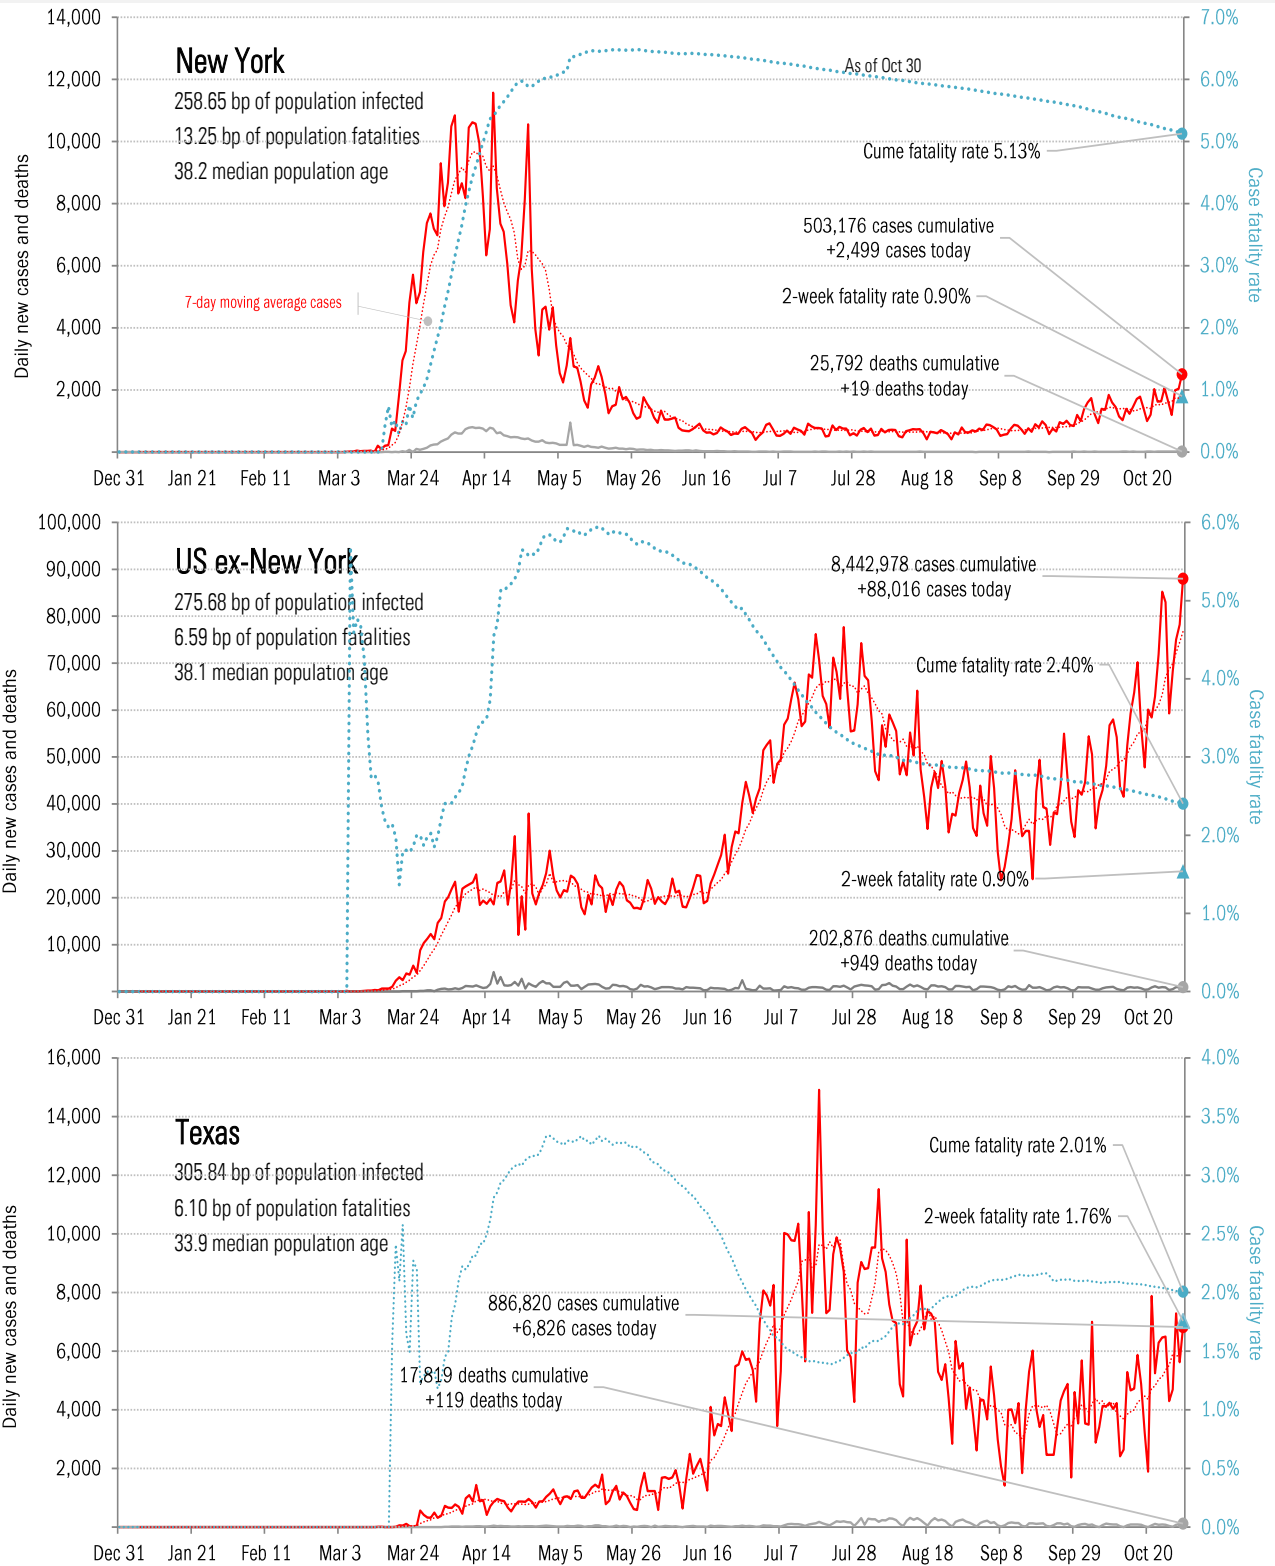 14,000
7.0%
New York
As of Oct 30
12,000
6.0%
258.65 bp of population infected
13.25 bp of population fatalities
10,000
5.0%
Cume fatality rate 5.13%
38.2 median population age
8,000
4.0%
503,176 cases cumulative
+2,499 cases today
6,000
3.0%
2-week fatality rate 0.90%
7-day moving average cases
4,000
2.0%
25,792 deaths cumulative
+19 deaths today
2,000
1.0%
0.0%
Daily new cases and deaths
Case fatality rate
Dec 31 Jan 21 Feb 11 Mar 3 Mar 24 Apr 14 May 5 May 26 Jun 16 Jul 7 Jul 28 Aug 18 Sep 8 Sep 29 Oct 20
100,000
6.0%
US ex-New York
90,000
8,442,978 cases cumulative
+88,016 cases today
275.68 bp of population infected
5.0%
80,000
6.59 bp of population fatalities
70,000
Cume fatality rate 2.40%
38.1 median population age
4.0%
60,000
50,000
3.0%
40,000
2.0%
30,000
2-week fatality rate 0.90%
20,000
1.0%
202,876 deaths cumulative
+949 deaths today
10,000
0.0%
Daily new cases and deaths
Case fatality rate
Dec 31 Jan 21 Feb 11 Mar 3 Mar 24 Apr 14 May 5 May 26 Jun 16 Jul 7 Jul 28 Aug 18 Sep 8 Sep 29 Oct 20
16,000
4.0%
14,000
3.5%
Texas
Cume fatality rate 2.01%
305.84 bp of population infected
12,000
3.0%
6.10 bp of population fatalities
2-week fatality rate 1.76%
10,000
2.5%
33.9 median population age
8,000
2.0%
886,820 cases cumulative
+6,826 cases today
6,000
1.5%
17,819 deaths cumulative
+119 deaths today
4,000
1.0%
2,000
0.5%
0.0%
Daily new cases and deaths
Case fatality rate
Dec 31 Jan 21 Feb 11 Mar 3 Mar 24 Apr 14 May 5 May 26 Jun 16 Jul 7 Jul 28 Aug 18 Sep 8 Sep 29 Oct 20